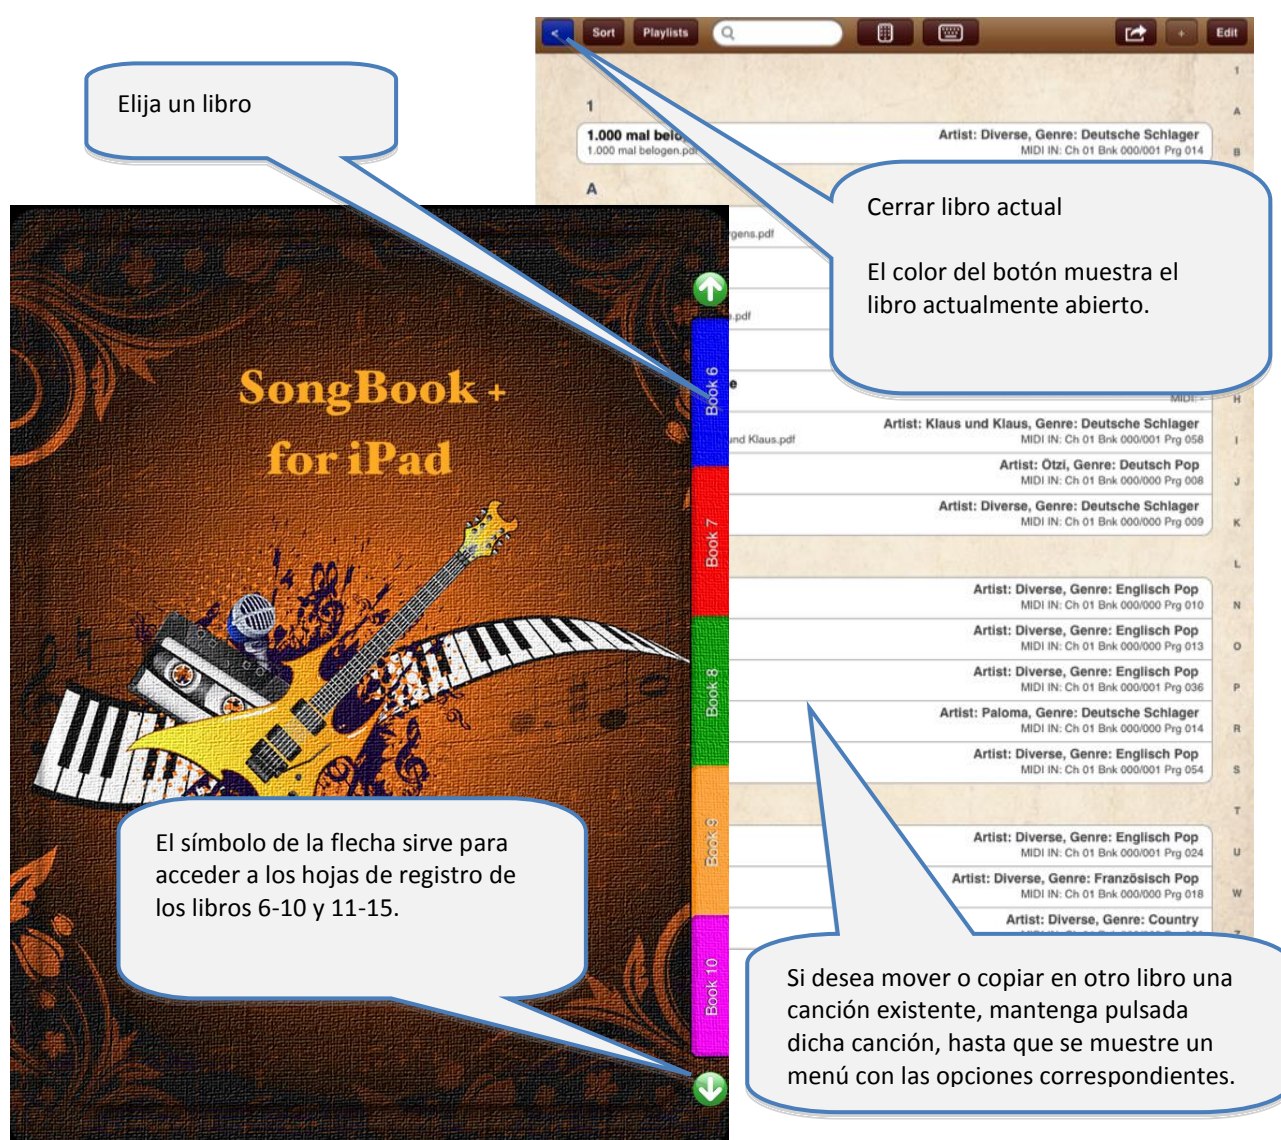 <
Sort
Playlists
+
Edit
Elija un libro
1
1
A
B
H
I
J
K
L
N
O
P
R
S
T
U
W
1.000 mal
Artist: Diverse, Genre: Deutsche Schlager
1.000 mal belogen.pdf
MIDI IN: Ch 01 Bnk 000/001 Prg 014
A
Cerrar libro actual
El color del botón muestra el
libro actualmente abierto.
rgens.pdf
.pdf
e
MIDI: -
Artist: Klaus und Klaus, Genre: Deutsche Schlager
und Klaus.pdf
MIDI IN: Ch 01 Bnk 000/001 Prg 058
Artist: Ötzi, Genre: Deutsch Pop
MIDI IN: Ch 01 Bnk 000/000 Prg 008
Artist: Diverse, Genre: Deutsche Schlager
MIDI IN: Ch 01 Bnk 000/000 Prg 009
Artist: Diverse, Genre: Englisch Pop
MIDI IN: Ch 01 Bnk 000/000 Prg 010
Artist: Diverse, Genre: Englisch Pop
MIDI IN: Ch 01 Bnk 000/001 Prg 013
Artist: Diverse, Genre: Englisch Pop
MIDI IN: Ch 01 Bnk 000/001 Prg 036
Artist: Paloma, Genre: Deutsche Schlager
MIDI IN: Ch 01 Bnk 000/001 Prg 014
Artist: Diverse, Genre: Englisch Pop
MIDI IN: Ch 01 Bnk 000/001 Prg 054
Artist: Diverse, Genre: Englisch Pop
MIDI IN: Ch 01 Bnk 000/001 Prg 024
Artist: Diverse, Genre: Französisch Pop
MIDI IN: Ch 01 Bnk 000/000 Prg 018
Artist: Diverse, Genre: Country
SongBook +
for iPad
Book 6
Book 7
Book 8
Book 9
Book 10
El símbolo de la flecha sirve para
acceder a los hojas de registro de
los libros 6-10 y 11-15.
Si desea mover o copiar en otro libro una
canción existente, mantenga pulsada
dicha canción, hasta que se muestre un
menú con las opciones correspondientes.